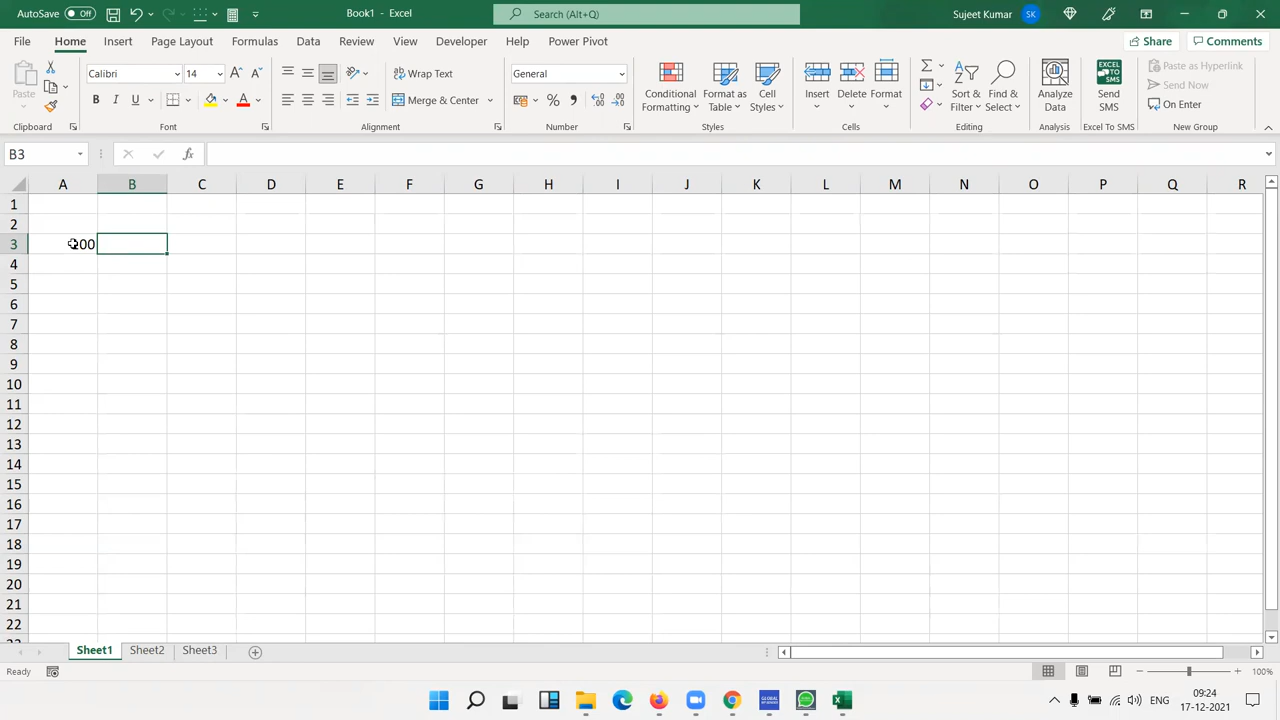 AutoSave Off Book1 - Excel Search (Alt+Q) Sujeet Kumar SK
File Home Insert Page Layout Formulas Data Review View Developer Help Power Pivot Share Comments
Paste Calibri 14 Wrap Text General Conditional Formatting Format as Table Cell Styles Insert Delete Format Sort & Filter Find & Select Analyze Data Send SMS Paste as Hyperlink
Send Now
B I U Merge & Center On Enter
Clipboard Font Alignment Number Styles Cells Editing Analysis Excel To SMS New Group
B3 fx
A B C D E F G H I J K L M N O P Q R
1
2
3
4
5
6
7
8
9
10
11
12
13
14
15
16
17
18
19
20
21
22
Sheet1 Sheet2 Sheet3
Ready 100%
ENG 09:24
17-12-2021